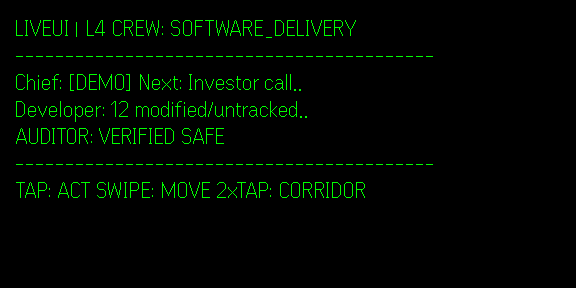 LIVEUI | L4 CREW: SOFTWARE_DELIVERY
------------------------------------------
Chief: [DEMO] Next: Investor call..
Developer: 12 modified/untracked..
AUDITOR: VERIFIED SAFE
------------------------------------------
TAP: ACT SWIPE: MOVE 2xTAP: CORRIDOR